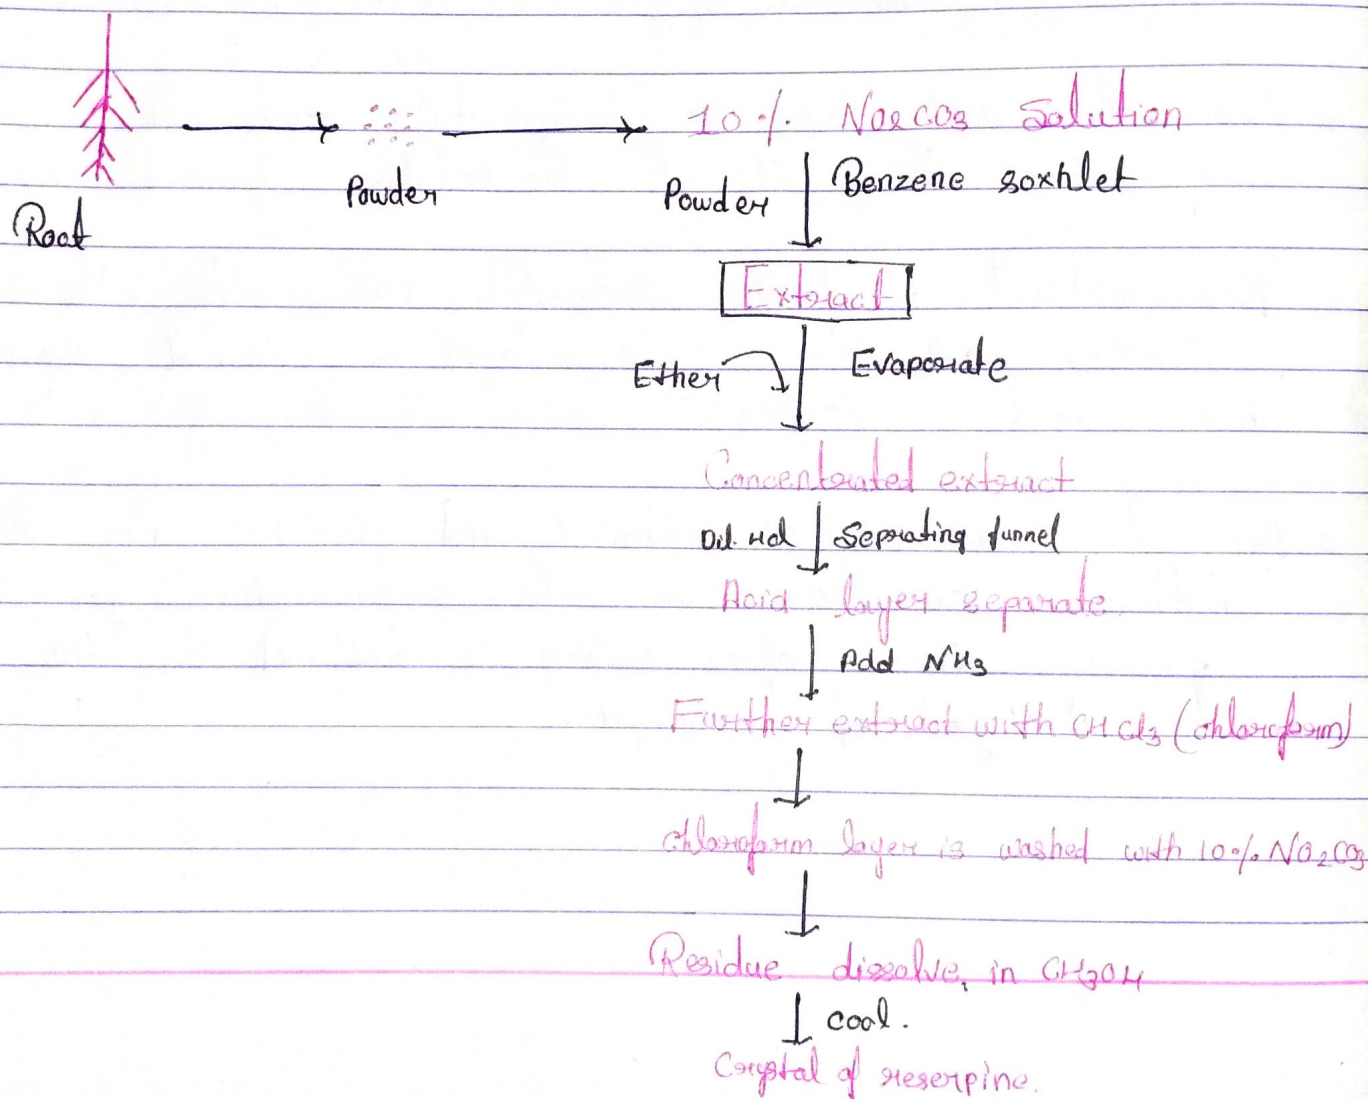 10 % Na2CO3 Solution
Root
Powder
Powder
Benzene soxhlet
Extract
Ether
Evaporate
Concentrated extract
Dil. Hcl
Seprating funnel
Acid layer separate
Add NH3
Further extract with CHCl3 (chloroform)
chloroform layer is washed with 10% Na2CO3
Residue dissolve, in CH3OH
cool.
Crystal of reserpine.